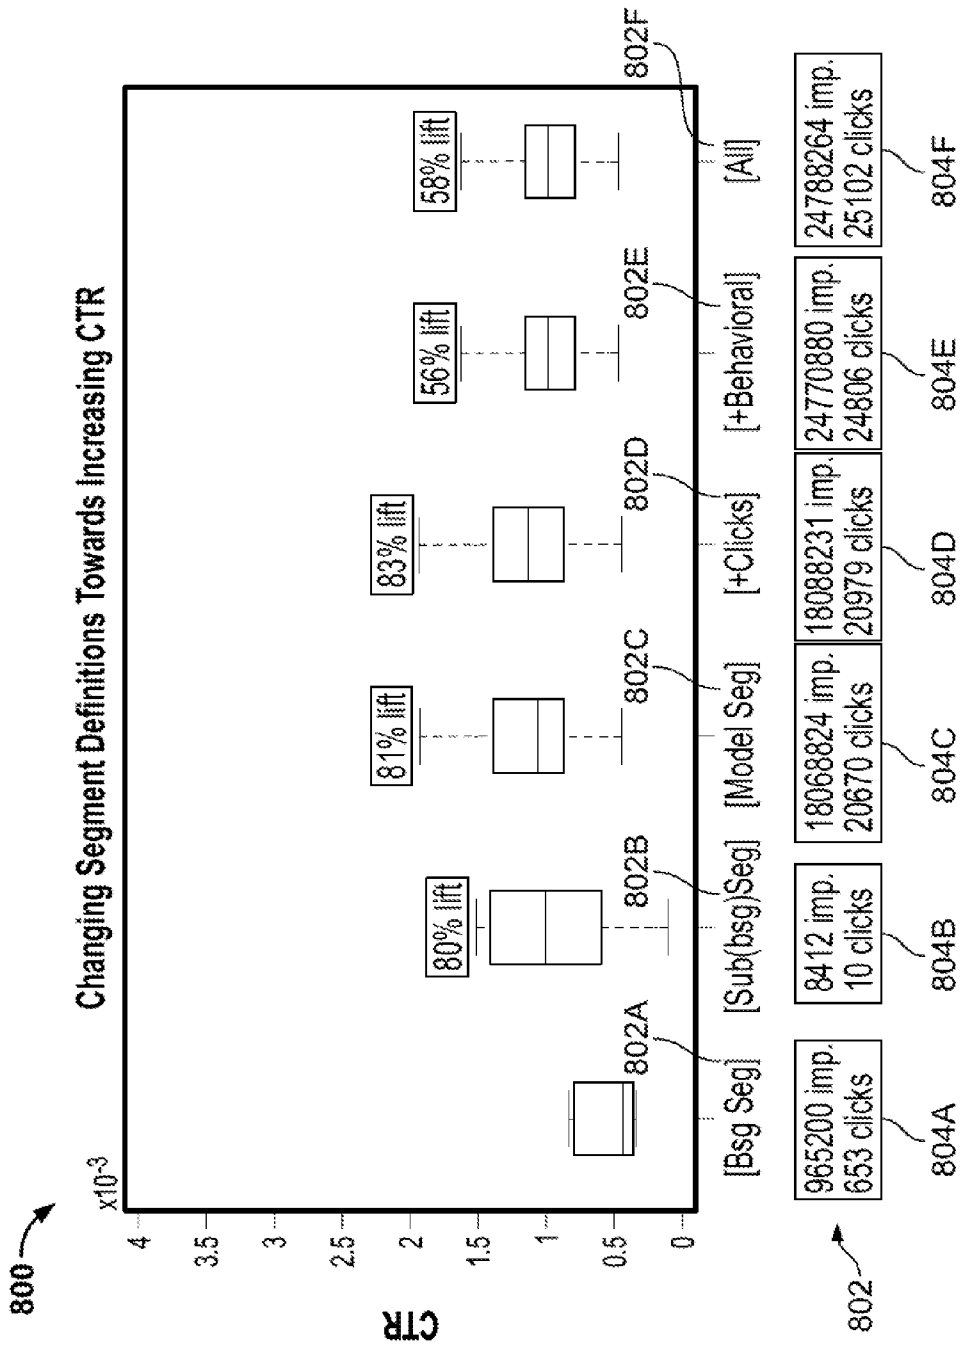 800
Changing Segment Definitions Towards Increasing CTR
x10-3
CTR
4
3.5
3
2.5
2
1.5
1
0.5
0
80% lift
81% lift
83% lift
56% lift
58% lift
802A
802B
802C
802D
802E
802F
[Bsg Seg]
[Sub(bsg)Seg]
[Model Seg]
[+Clicks]
[+Behavioral]
[All]
802
965200 imp.
653 clicks
8412 imp.
10 clicks
18068824 imp.
20670 clicks
18088231 imp.
20979 clicks
24770880 imp.
24806 clicks
24788264 imp.
25102 clicks
804A
804B
804C
804D
804E
804F